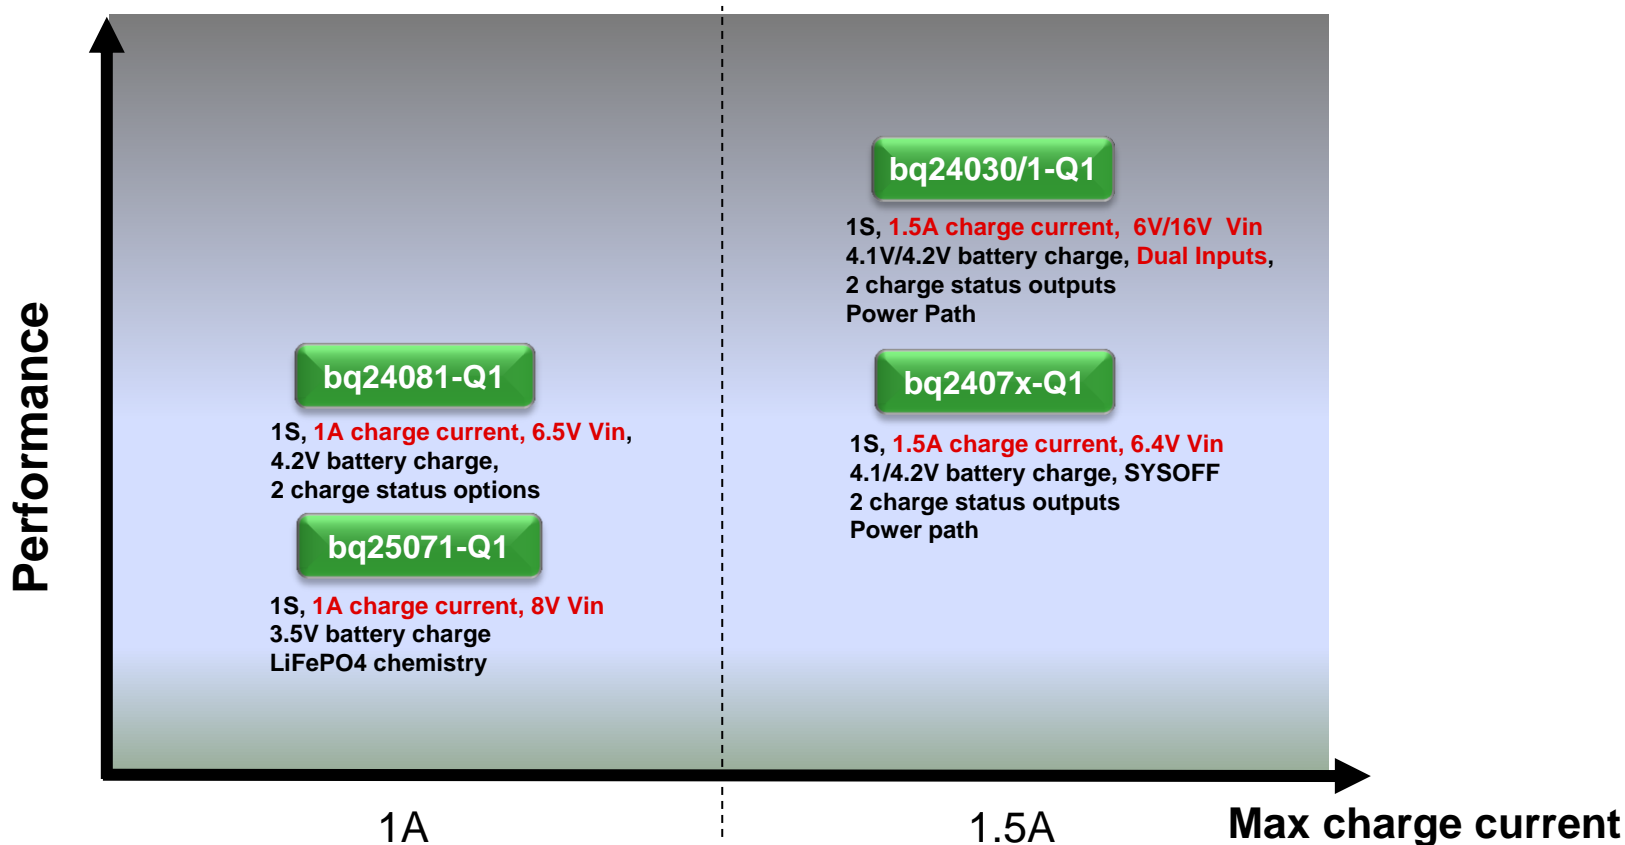 Performance
bq24030/1-Q1
1S, 1.5A charge current, 6V/16V Vin
4.1V/4.2V battery charge, Dual Inputs,
2 charge status outputs
Power Path
bq24081-Q1
1S, 1A charge current, 6.5V Vin,
4.2V battery charge,
2 charge status options
bq2407x-Q1
1S, 1.5A charge current, 6.4V Vin
4.1/4.2V battery charge, SYSOFF
2 charge status outputs
Power path
bq25071-Q1
1S, 1A charge current, 8V Vin
3.5V battery charge
LiFePO4 chemistry
1A
1.5A
Max charge current